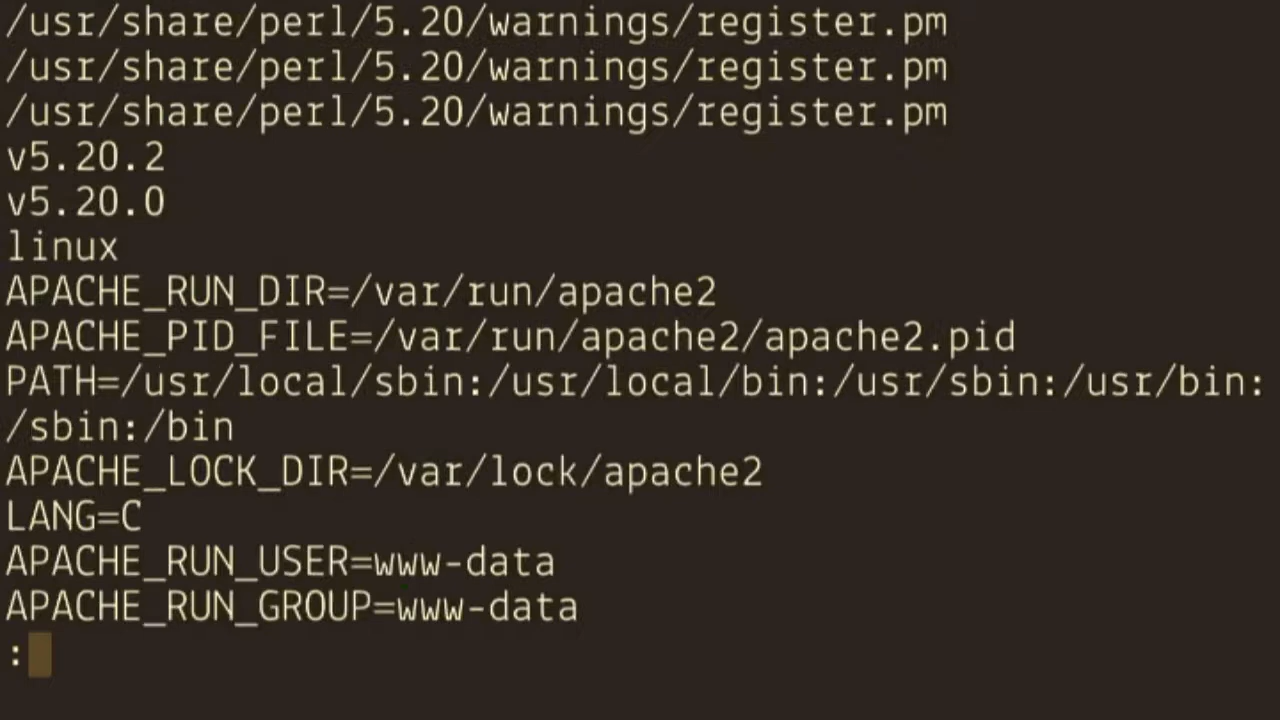 /usr/share/perl/5.20/warnings/register.pm
/usr/share/perl/5.20/warnings/register.pm
/usr/share/perl/5.20/warnings/register.pm
v5.20.2
v5.20.0
linux
APACHE_RUN_DIR=/var/run/apache2
APACHE_PID_FILE=/var/run/apache2/apache2.pid
PATH=/usr/local/sbin:/usr/local/bin:/usr/sbin:/usr/bin:
/sbin:/bin
APACHE_LOCK_DIR=/var/lock/apache2
LANG=C
APACHE_RUN_USER=www-data
APACHE_RUN_GROUP=www-data
: